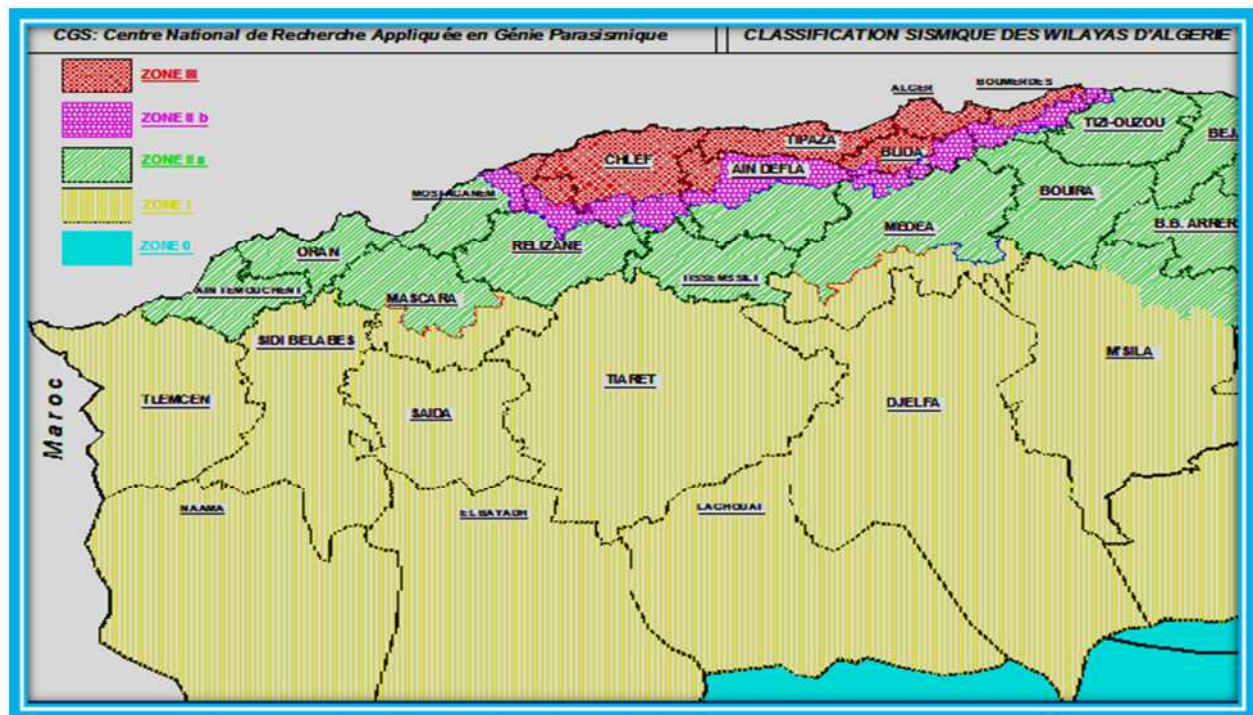 CGS: Centre National de Recherche Appliquée en Génie Parasismique
CLASSIFICATION SISMIQUE DES WILAYAS D'ALGERIE
ZONE III
ZONE II b
ZONE II a
ZONE I
ZONE 0
ALGER
BOUMERDES
TIZI-OUZOU
TIPAZA
BLIDA
CHLEF
AIN DEFLA
MOSTAGANEM
BOUIRA
B.B. ARRER
MEDEA
RELIZANE
ORAN
TISSEMSILT
AIN TEMOUCHENT
MASCARA
SIDI BELABES
M'SILA
TIARET
TLEMCEN
SAIDA
DJELFA
Maroc
NAAMA
EL BAYADH
LAGHOUAT